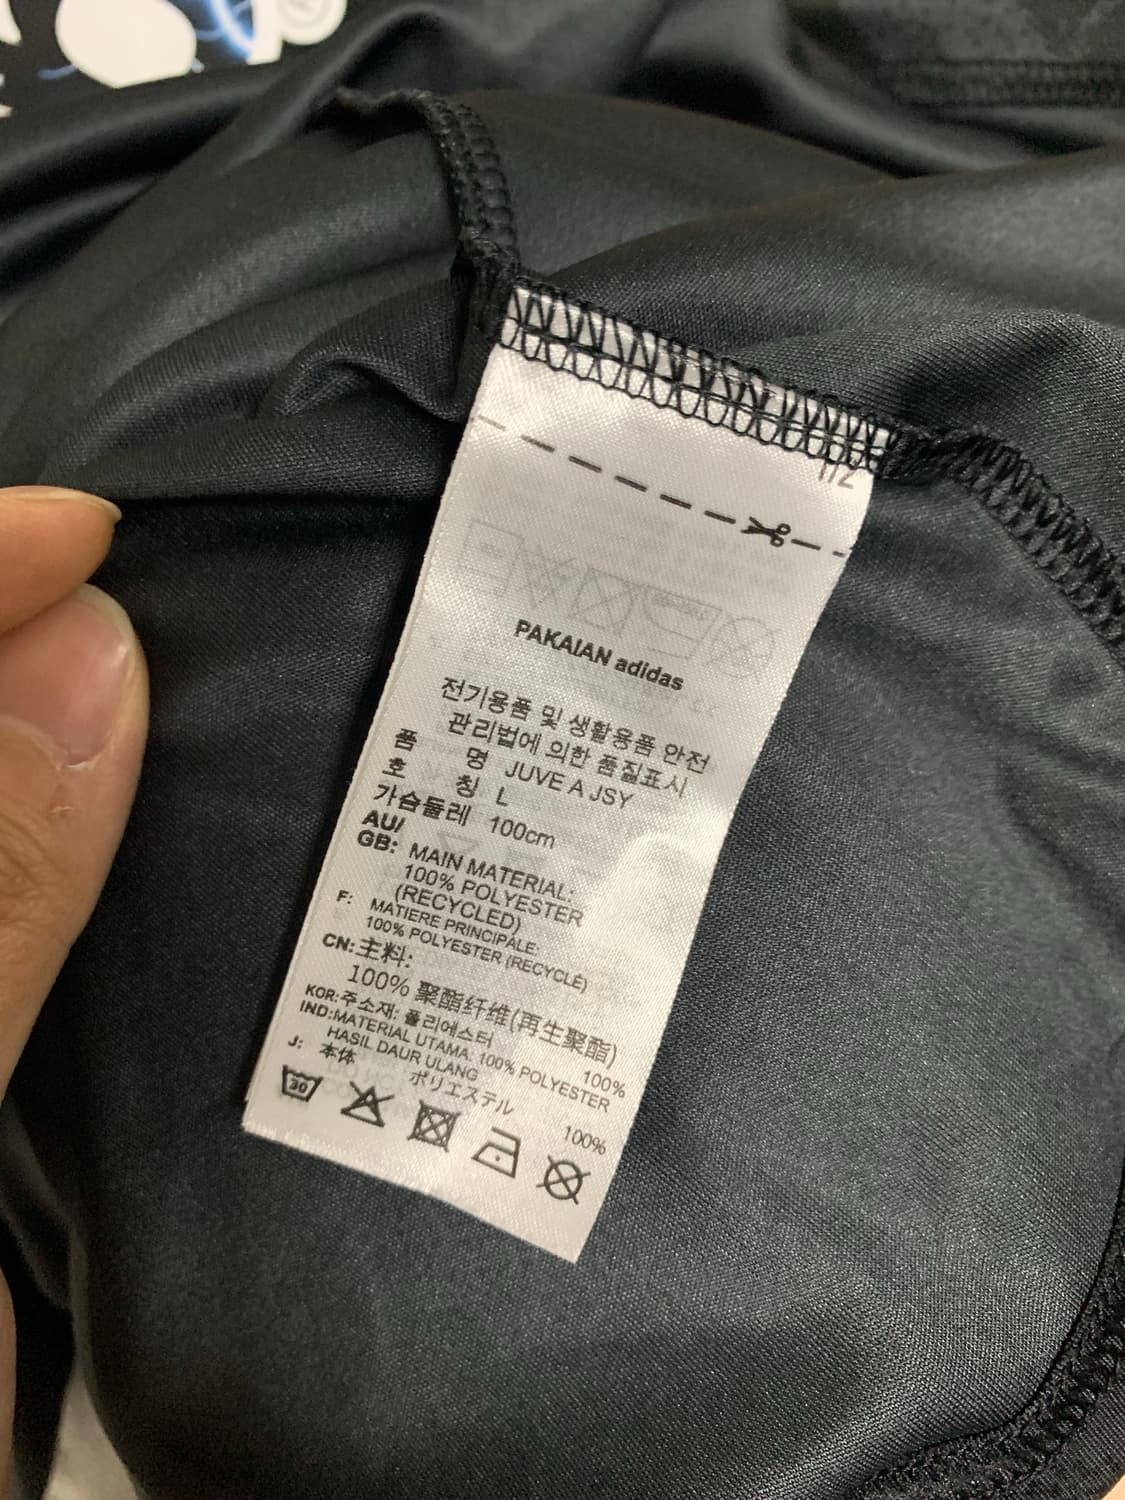 1/2
PAKAIAN adidas
전기용품 및 생활용품 안전
관리법에 의한 품질표시
품 명 JUVE A JSY
호 칭 L
가슴둘레 100cm
AU/
GB: MAIN MATERIAL:
100% POLYESTER
(RECYCLED)
F: MATIERE PRINCIPALE:
100% POLYESTER (RECYCLÉ)
CN: 主料:
100% 聚酯纤维(再生聚酯)
KOR: 주소재: 폴리에스터 100%
IND: MATERIAL UTAMA. 100% POLYESTER
HASIL DAUR ULANG
J: 本体
ポリエステル 100%
30